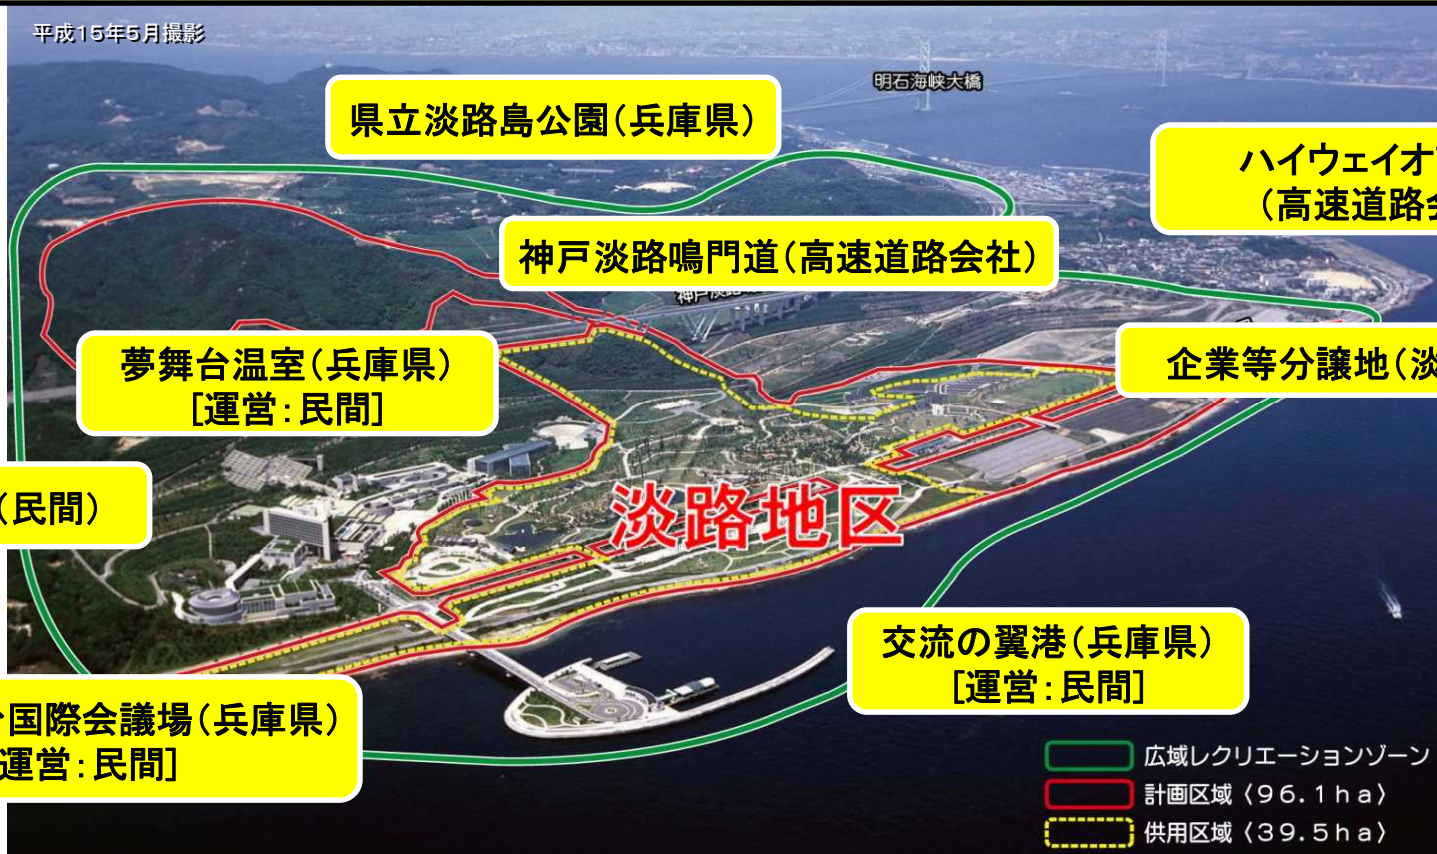 平成15年5月撮影
明石海峡大橋
県立淡路島公園(兵庫県)
ハイウェイオ
(高速道路会
神戸淡路鳴門道(高速道路会社)
神戸淡路
夢舞台温室(兵庫県)
[運営:民間]
企業等分譲地(淡
(民間)
淡路地区
交流の翼港(兵庫県)
[運営:民間]
国際会議場(兵庫県)
運営:民間]
広域レクリエーションゾーン
計画区域〈96.1ha〉
供用区域〈39.5ha〉